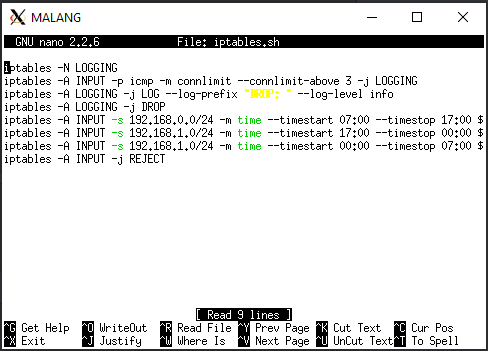 MALANG
GNU nano 2.2.6 File: iptables.sh
iptables -N LOGGING
iptables -A INPUT -p icmp -m connlimit --connlimit-above 3 -j LOGGING
iptables -A LOGGING -j LOG --log-prefix "DROP; " --log-level info
iptables -A LOGGING -j DROP
iptables -A INPUT -s 192.168.0.0/24 -m time --timestart 07:00 --timestop 17:00 $
iptables -A INPUT -s 192.168.1.0/24 -m time --timestart 17:00 --timestop 00:00 $
iptables -A INPUT -s 192.168.1.0/24 -m time --timestart 00:00 --timestop 07:00 $
iptables -A INPUT -j REJECT
[ Read 9 lines ]
^G Get Help ^O WriteOut ^R Read File ^Y Prev Page ^K Cut Text ^C Cur Pos
^X Exit ^J Justify ^W Where Is ^V Next Page ^U UnCut Text ^T To Spell